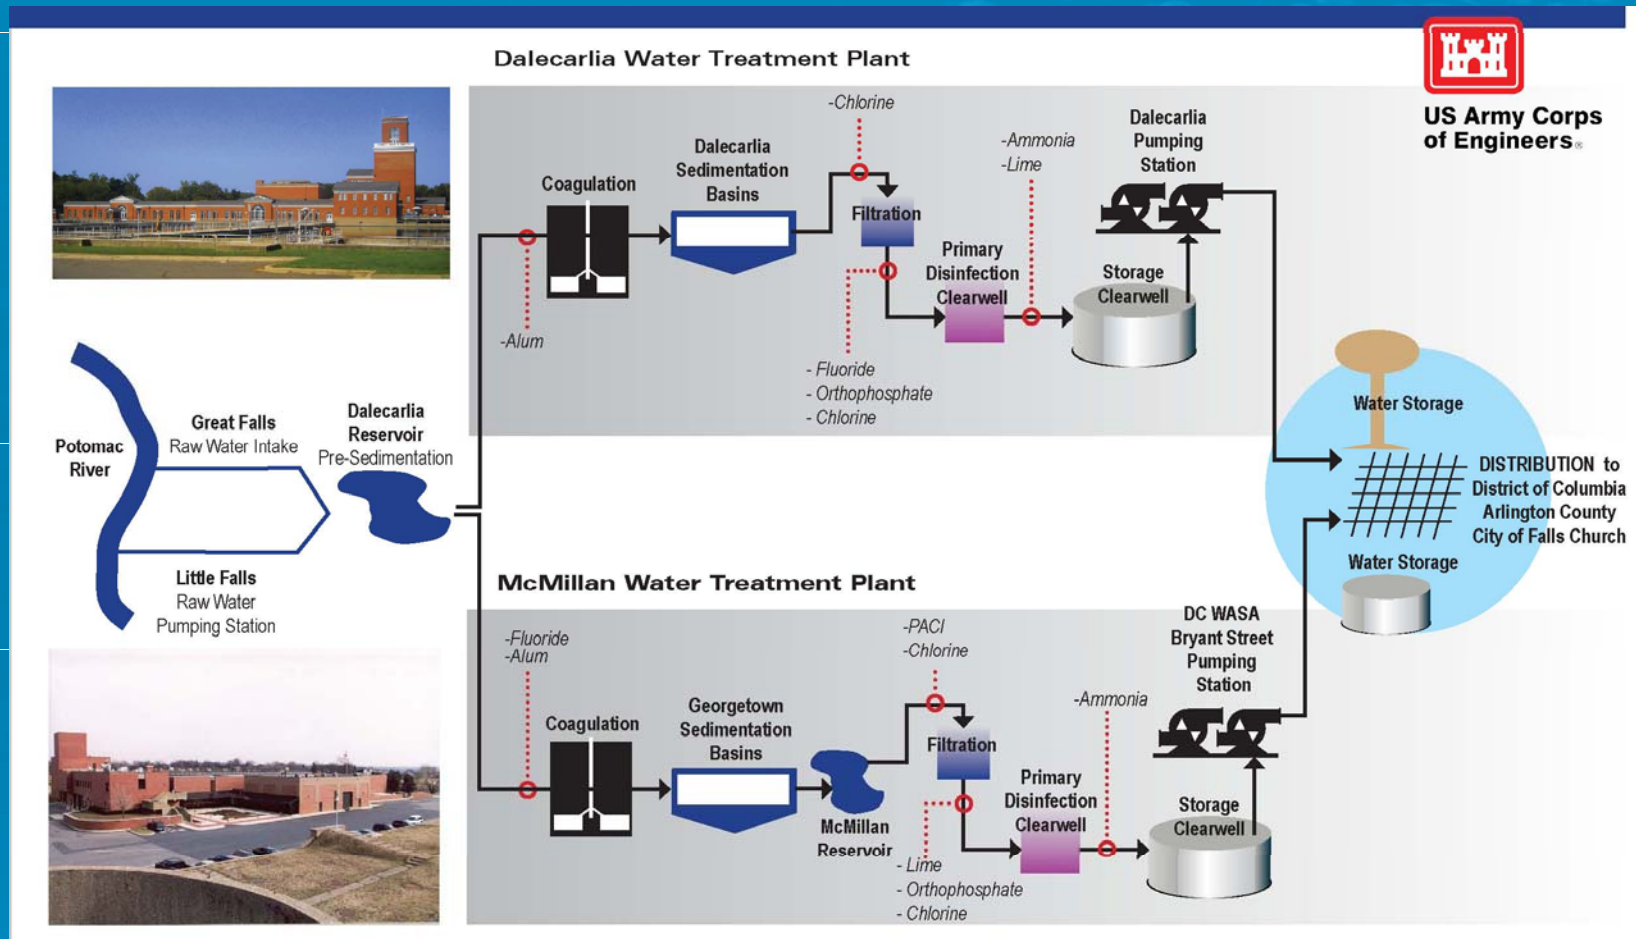 Dalecarlia Water Treatment Plant
US Army Corps
of Engineers®
-Chlorine
Dalecarlia
Pumping
Station
-Ammonia
-Lime
Dalecarlia
Sedimentation
Basins
Coagulation
Filtration
Primary
Disinfection
Clearwell
Storage
Clearwell
-Alum
- Fluoride
- Orthophosphate
- Chlorine
Potomac
River
Great Falls
Raw Water Intake
Dalecarlia
Reservoir
Pre-Sedimentation
Little Falls
Raw Water
Pumping Station
Water Storage
DISTRIBUTION to
District of Columbia
Arlington County
City of Falls Church
Water Storage
McMillan Water Treatment Plant
-Fluoride
-Alum
-PACl
-Chlorine
DC WASA
Bryant Street
Pumping
Station
-Ammonia
Coagulation
Georgetown
Sedimentation
Basins
McMillan
Reservoir
Filtration
Primary
Disinfection
Clearwell
Storage
Clearwell
- Lime
- Orthophosphate
- Chlorine